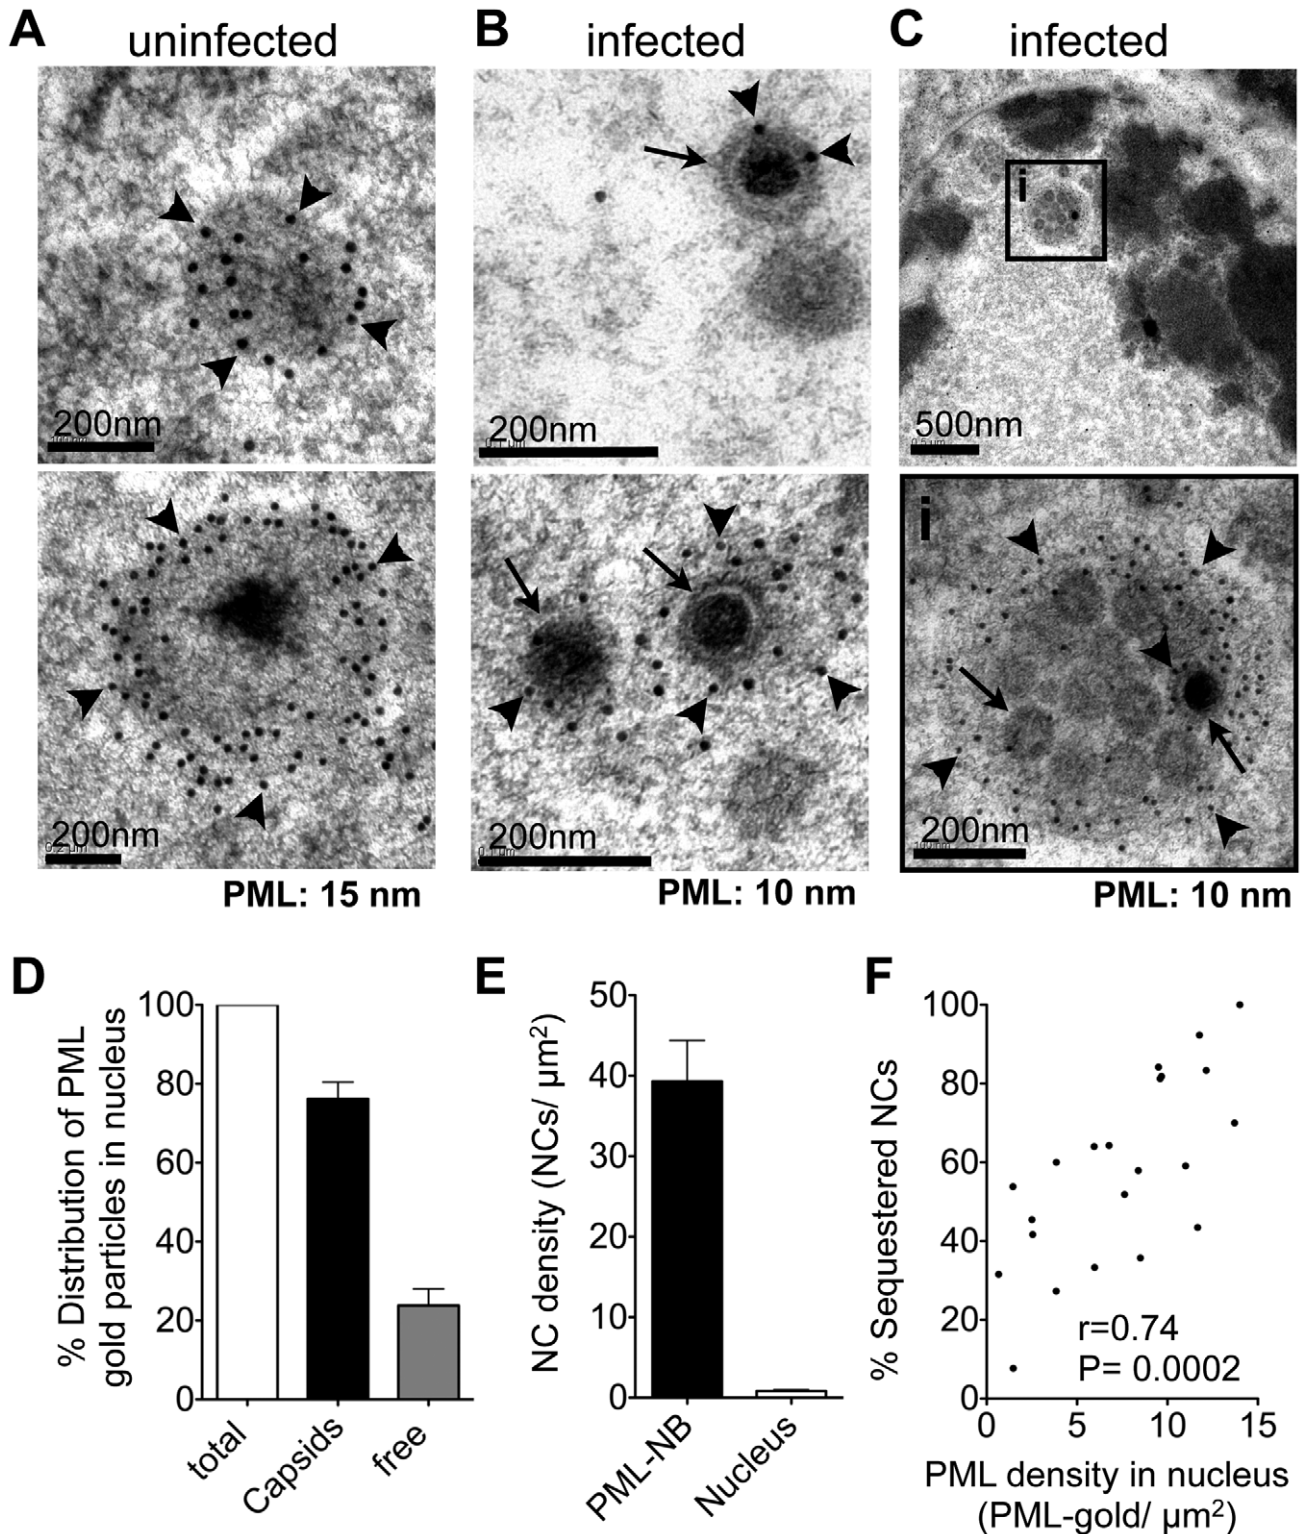 A
uninfected
B
infected
C
infected
200nm
200nm
i
500nm
200nm
0.2 µm
200nm
i
200nm
PML: 15 nm
PML: 10 nm
PML: 10 nm
D
% Distribution of PML
gold particles in nucleus
100
80
60
40
20
0
total
Capsids
free
E
NC density (NCs/ µm²)
50
40
30
20
10
0
PML-NB
Nucleus
F
% Sequestered NCs
100
80
60
40
20
0
r=0.74
P= 0.0002
0 5 10 15
PML density in nucleus
(PML-gold/ µm²)